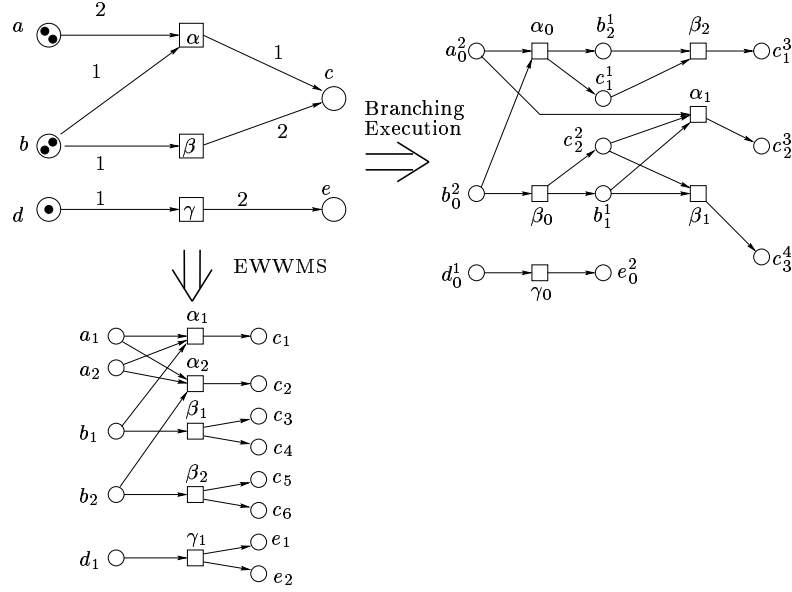 a 2 α 1 c
b 1 1 β 2
d 1 γ 2 e
Branching
Execution
a₀² α₀ b₂¹ β₂ c₁³
c₁¹
α₁
c₂² c₂³
b₀² β₀ b₁¹ β₁
c₃⁴
d₀¹ γ₀ e₀²
EWWMS
a₁ α₁ c₁
a₂ α₂ c₂
b₁ β₁ c₃
c₄
b₂ β₂ c₅
c₆
d₁ γ₁ e₁
e₂